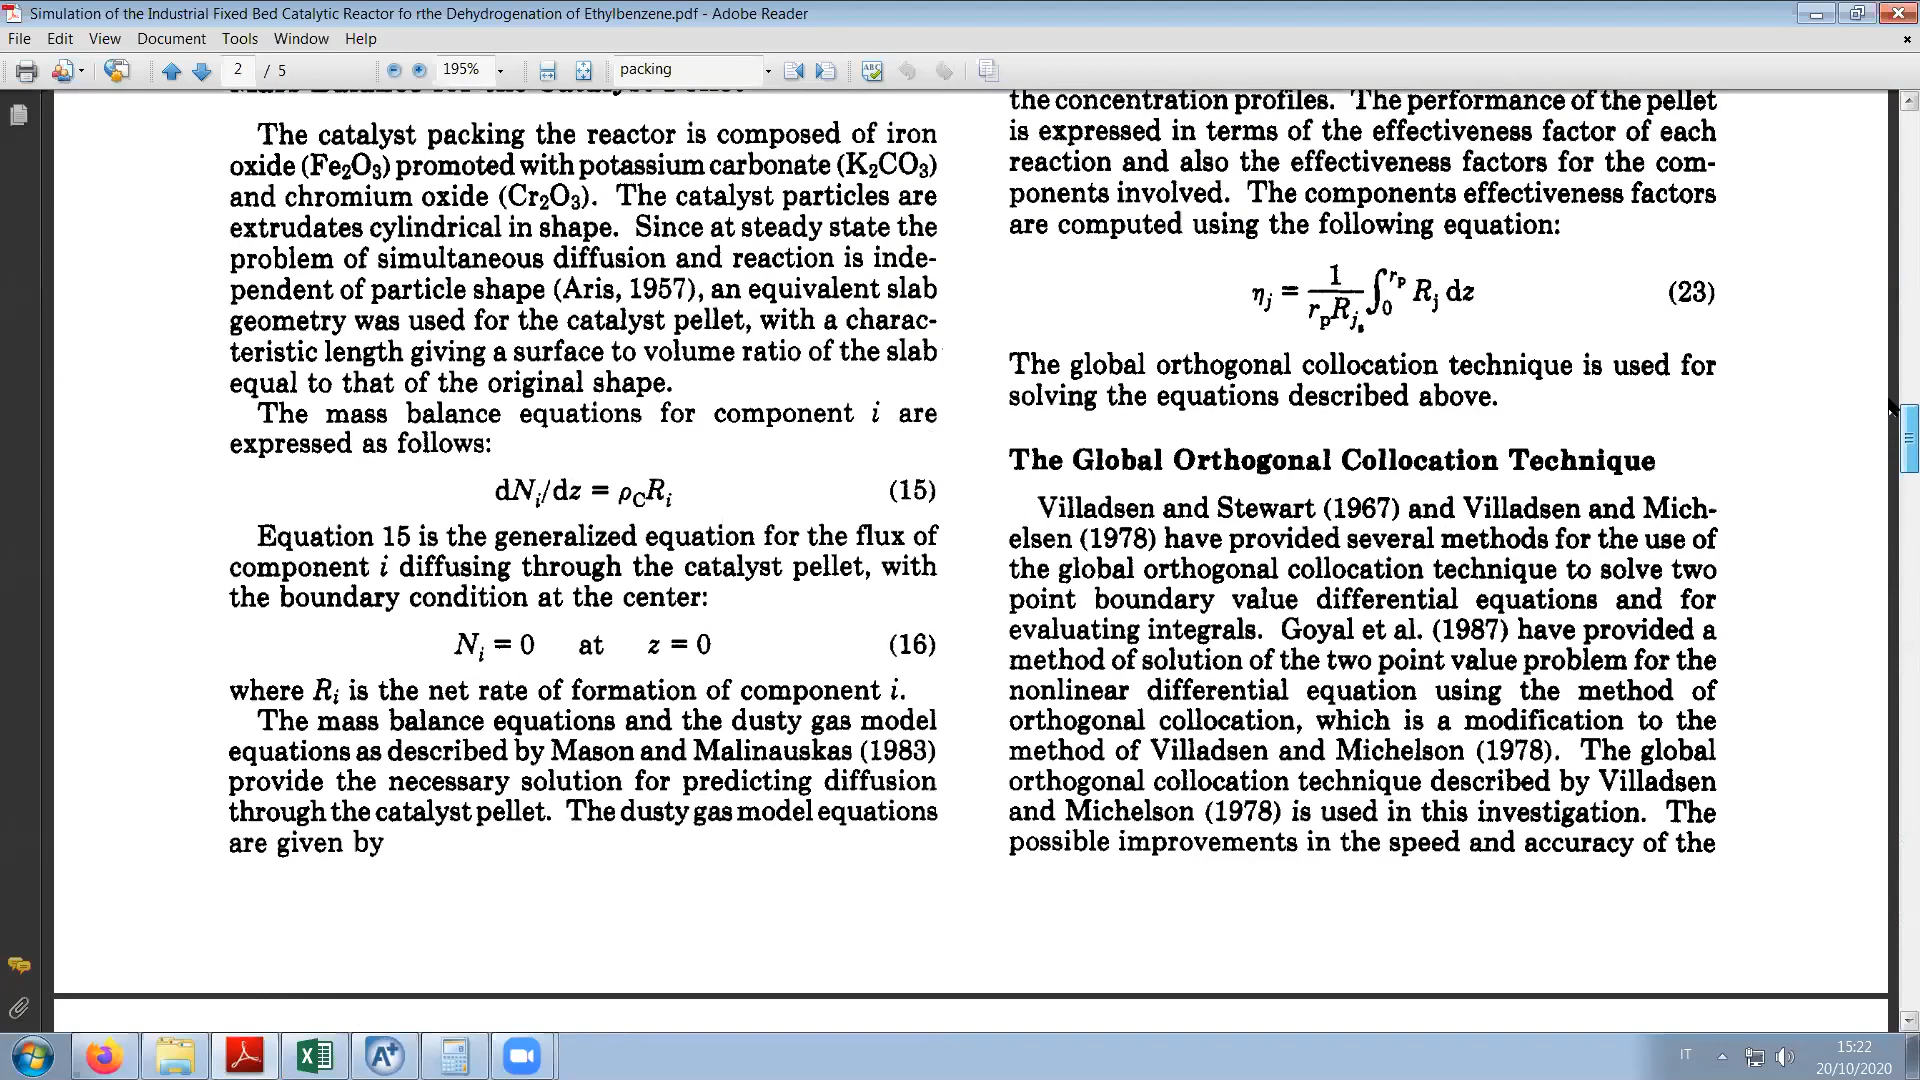 Simulation of the Industrial Fixed Bed Catalytic Reactor fo rthe Dehydrogenation of Ethylbenzene.pdf - Adobe Reader
File Edit View Document Tools Window Help
2 / 5 195% packing
The catalyst packing the reactor is composed of iron
oxide (Fe2O3) promoted with potassium carbonate (K2CO3)
and chromium oxide (Cr2O3). The catalyst particles are
extrudates cylindrical in shape. Since at steady state the
problem of simultaneous diffusion and reaction is inde-
pendent of particle shape (Aris, 1957), an equivalent slab
geometry was used for the catalyst pellet, with a charac-
teristic length giving a surface to volume ratio of the slab
equal to that of the original shape.
The mass balance equations for component i are
expressed as follows:
dNi/dz = ρCRi (15)
Equation 15 is the generalized equation for the flux of
component i diffusing through the catalyst pellet, with
the boundary condition at the center:
Ni = 0 at z = 0 (16)
where Ri is the net rate of formation of component i.
The mass balance equations and the dusty gas model
equations as described by Mason and Malinauskas (1983)
provide the necessary solution for predicting diffusion
through the catalyst pellet. The dusty gas model equations
are given by
the concentration profiles. The performance of the pellet
is expressed in terms of the effectiveness factor of each
reaction and also the effectiveness factors for the com-
ponents involved. The components effectiveness factors
are computed using the following equation:
ηj = 1/(rpRjs) ∫0^rp Rj dz (23)
The global orthogonal collocation technique is used for
solving the equations described above.
The Global Orthogonal Collocation Technique
Villadsen and Stewart (1967) and Villadsen and Mich-
elsen (1978) have provided several methods for the use of
the global orthogonal collocation technique to solve two
point boundary value differential equations and for
evaluating integrals. Goyal et al. (1987) have provided a
method of solution of the two point value problem for the
nonlinear differential equation using the method of
orthogonal collocation, which is a modification to the
method of Villadsen and Michelson (1978). The global
orthogonal collocation technique described by Villadsen
and Michelson (1978) is used in this investigation. The
possible improvements in the speed and accuracy of the
IT
15:22
20/10/2020